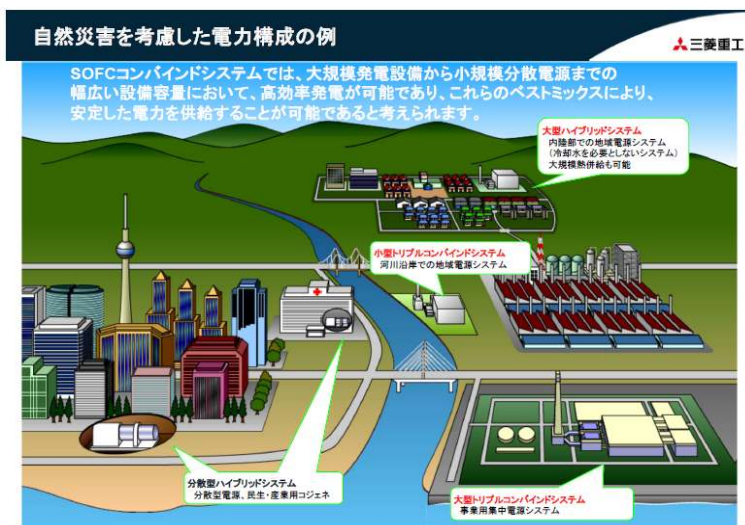 自然災害を考慮した電力構成の例
三菱重工
SOFCコンバインドシステムでは、大規模発電設備から小規模分散電源までの
幅広い設備容量において、高効率発電が可能であり、これらのベストミックスにより、
安定した電力を供給することが可能であると考えられます。
大型ハイブリッドシステム
内陸部での地域電源システム
(冷却水を必要としないシステム)
大規模熱併給も可能
小型トリプルコンバインドシステム
河川沿岸での地域電源システム
分散型ハイブリッドシステム
分散型電源、民生・産業用コジェネ
大型トリプルコンバインドシステム
事業用集中電源システム